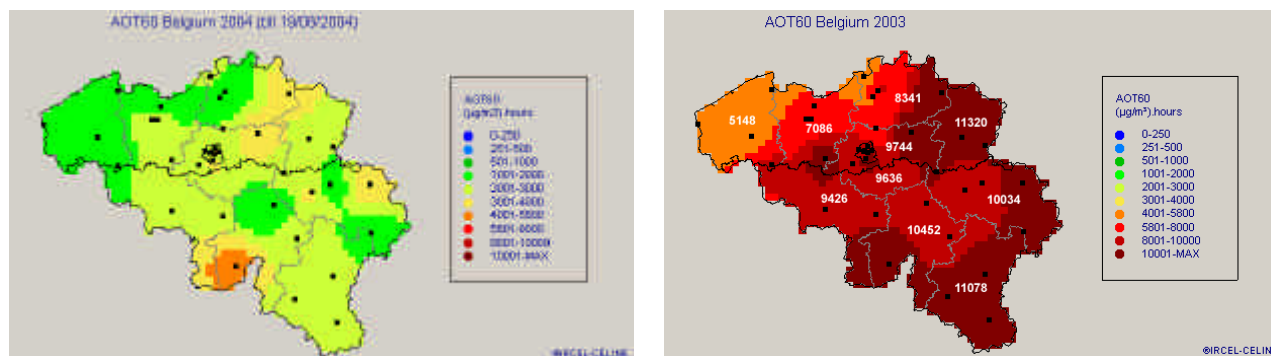 AOT60 Belgium 2004 (till 19/06/2004)
AOT60
(µg/m³).hours
0-250
251-500
501-1000
1001-2000
2001-3000
3001-4000
4001-5800
5801-8000
8001-10000
10001-MAX
©IRCEL-CELINE
AOT60 Belgium 2003
8341
5148
7086
11320
9744
9636
9426
10034
10452
11078
AOT60
(µg/m³).hours
0-250
251-500
501-1000
1001-2000
2001-3000
3001-4000
4001-5800
5801-8000
8001-10000
10001-MAX
©IRCEL-CELIN